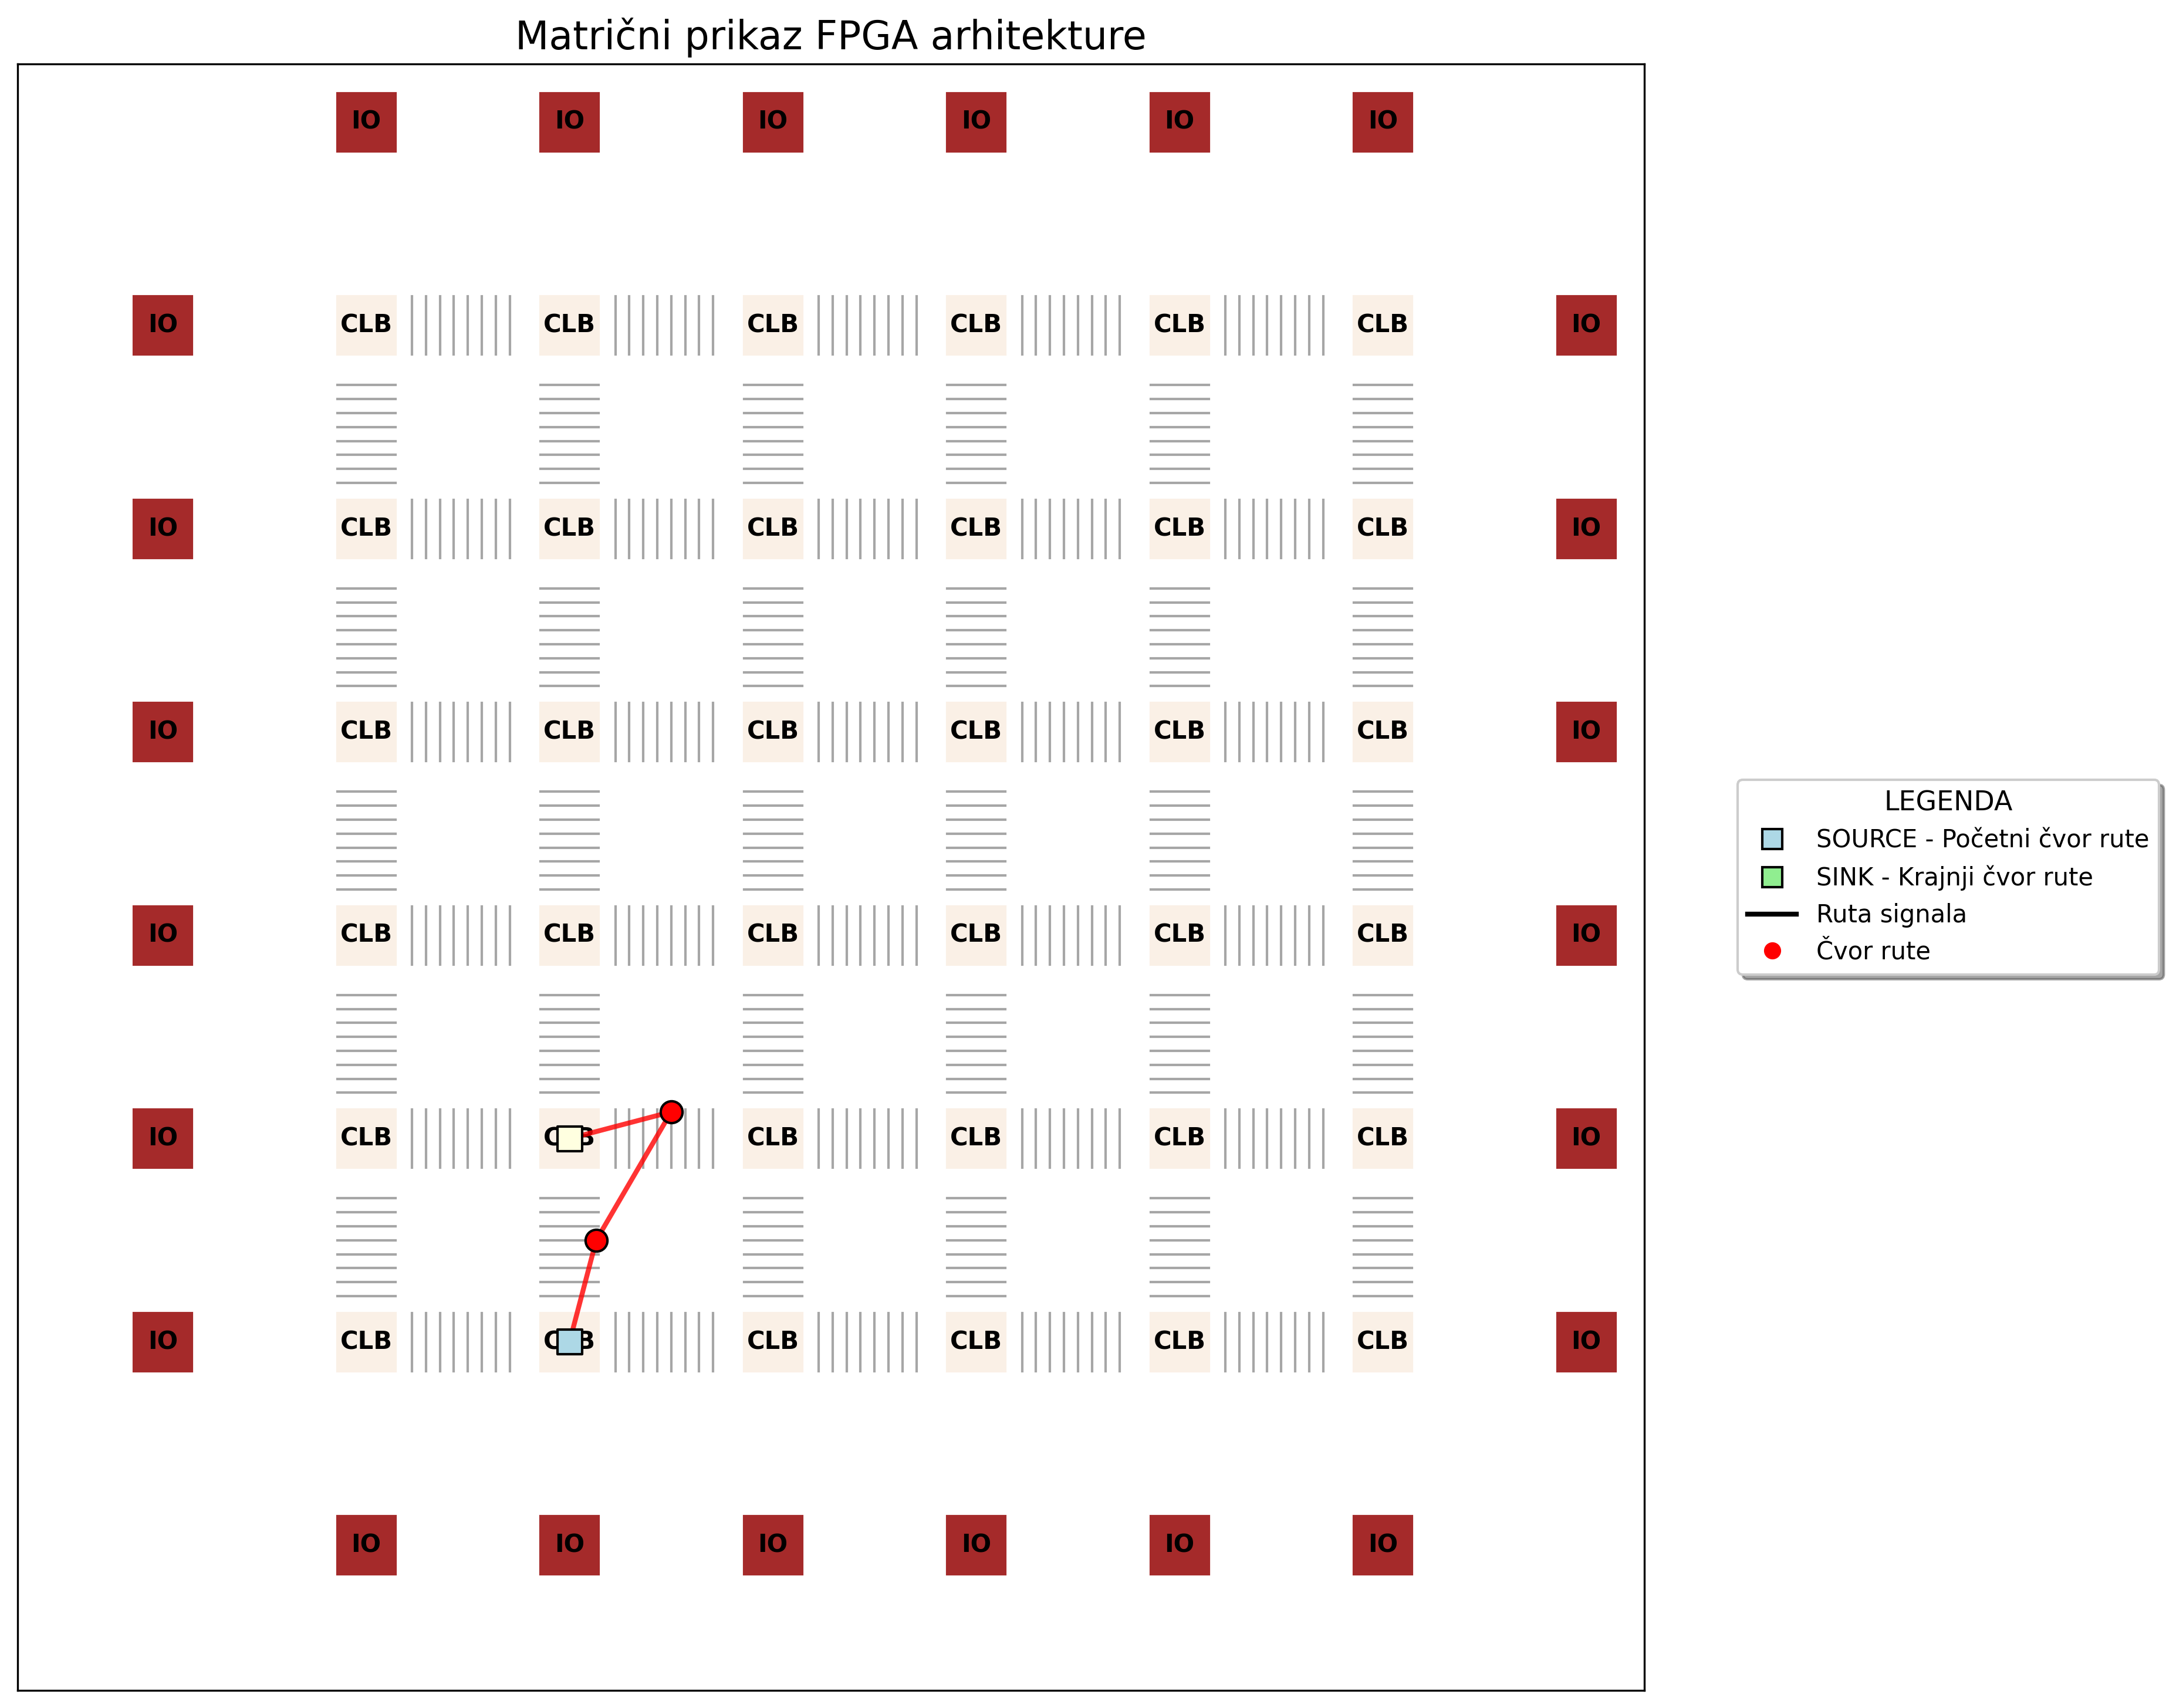 Matrični prikaz FPGA arhitekture
IO IO IO IO IO IO
IO CLB CLB CLB CLB CLB CLB IO
IO CLB CLB CLB CLB CLB CLB IO
IO CLB CLB CLB CLB CLB CLB IO
IO CLB CLB CLB CLB CLB CLB IO
IO CLB CLB CLB CLB CLB IO
IO CLB CLB CLB CLB CLB IO
IO IO IO IO IO IO
LEGENDA
SOURCE - Početni čvor rute
SINK - Krajnji čvor rute
Ruta signala
Čvor rute